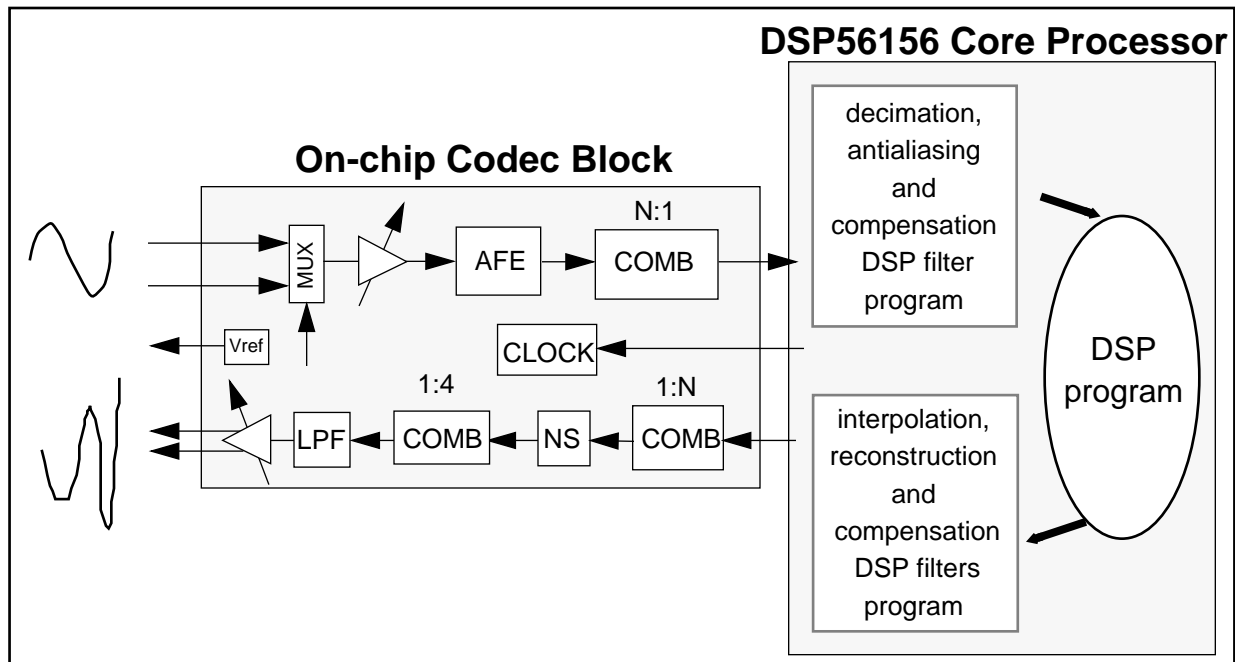 DSP56156 Core Processor
On-chip Codec Block
decimation,
antialiasing
and
compensation
DSP filter
program
N:1
MUX
AFE
COMB
Vref
CLOCK
DSP
program
1:4
1:N
LPF
COMB
NS
COMB
interpolation,
reconstruction
and
compensation
DSP filters
program